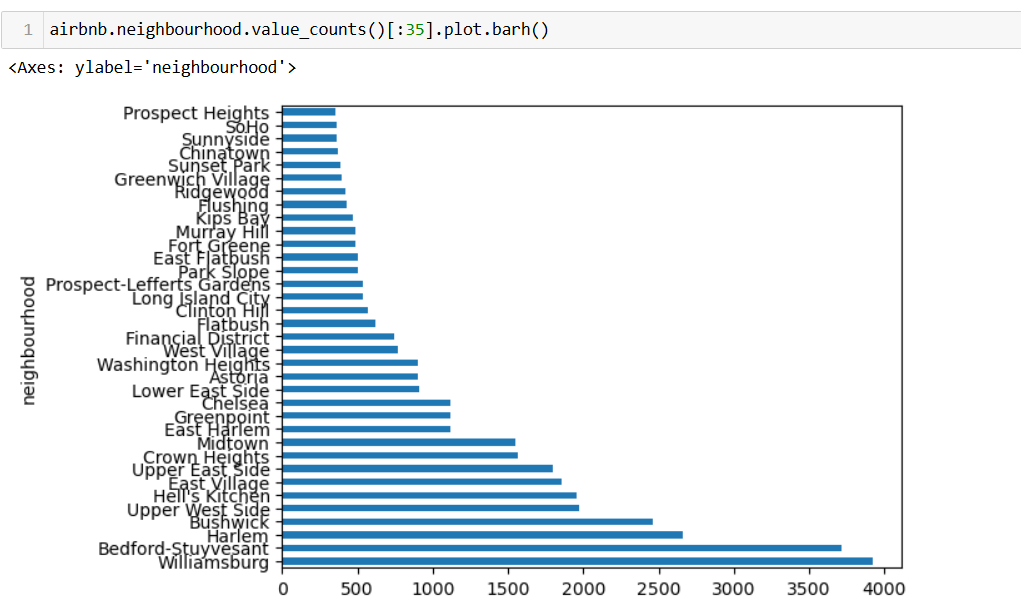 1 airbnb.neighbourhood.value_counts()[:35].plot.barh()
<Axes: ylabel='neighbourhood'>
Prospect Heights
SoHo
Sunnyside
Chinatown
Sunset Park
Greenwich Village
Ridgewood
Flushing
Kips Bay
Murray Hill
Fort Greene
East Flatbush
Park Slope
Prospect-Lefferts Gardens
Long Island City
Clinton Hill
Flatbush
Financial District
West Village
Washington Heights
Astoria
Lower East Side
Chelsea
Greenpoint
East Harlem
Midtown
Crown Heights
Upper East Side
East Village
Hell's Kitchen
Upper West Side
Bushwick
Harlem
Bedford-Stuyvesant
Williamsburg
neighbourhood
0 500 1000 1500 2000 2500 3000 3500 4000